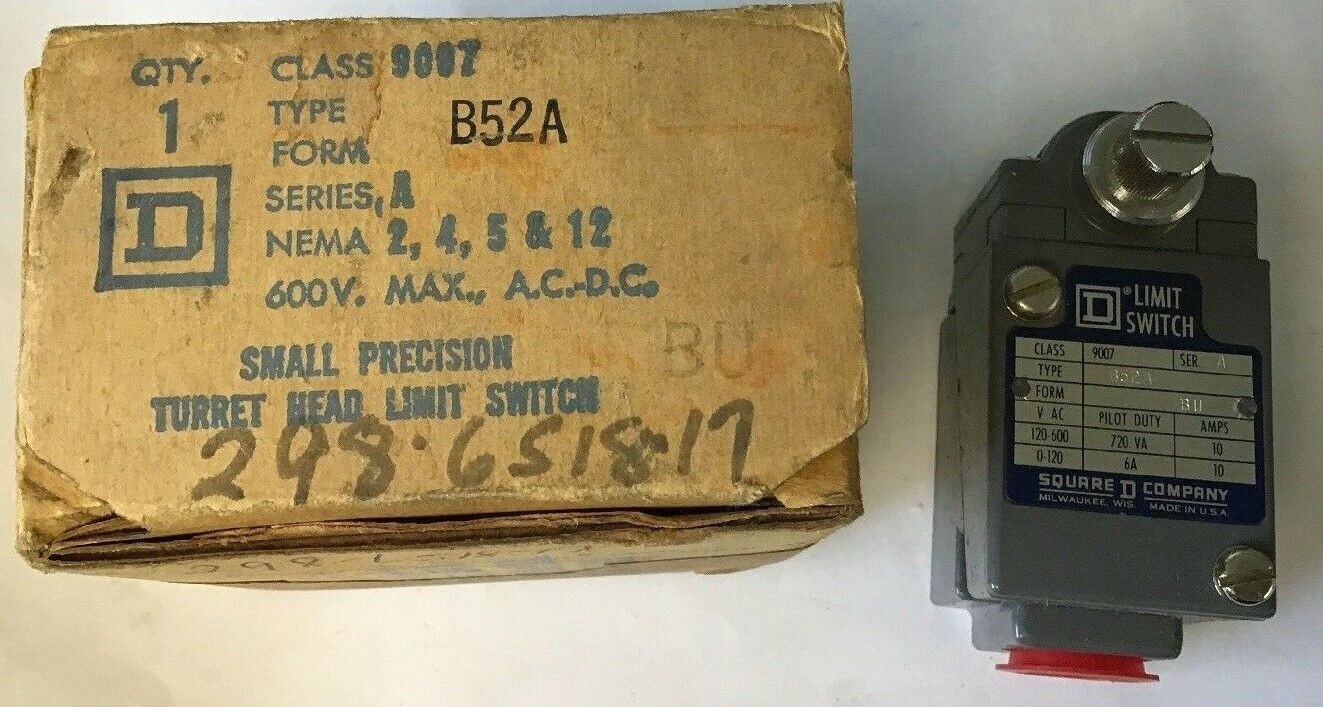 QTY.
1
D
CLASS 9007
TYPE B52A
FORM
SERIES, A
NEMA 2, 4, 5 & 12
600V. MAX., A.C.-D.C.
BU
SMALL PRECISION
TURRET HEAD LIMIT SWITCH
298-6518-17
D ® LIMIT
SWITCH
CLASS 9007 SER. A
TYPE B52A
FORM BU
V AC PILOT DUTY AMPS
120-600 720 VA 10
0-120 6A 10
SQUARE D COMPANY
MILWAUKEE, WIS. MADE IN U.S.A.